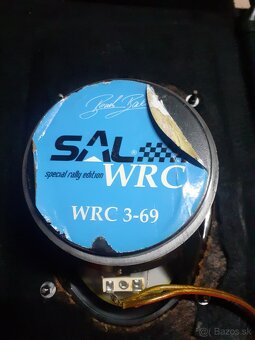 SAL
special rally edition
WRC
WRC 3-69
Bazos.sk